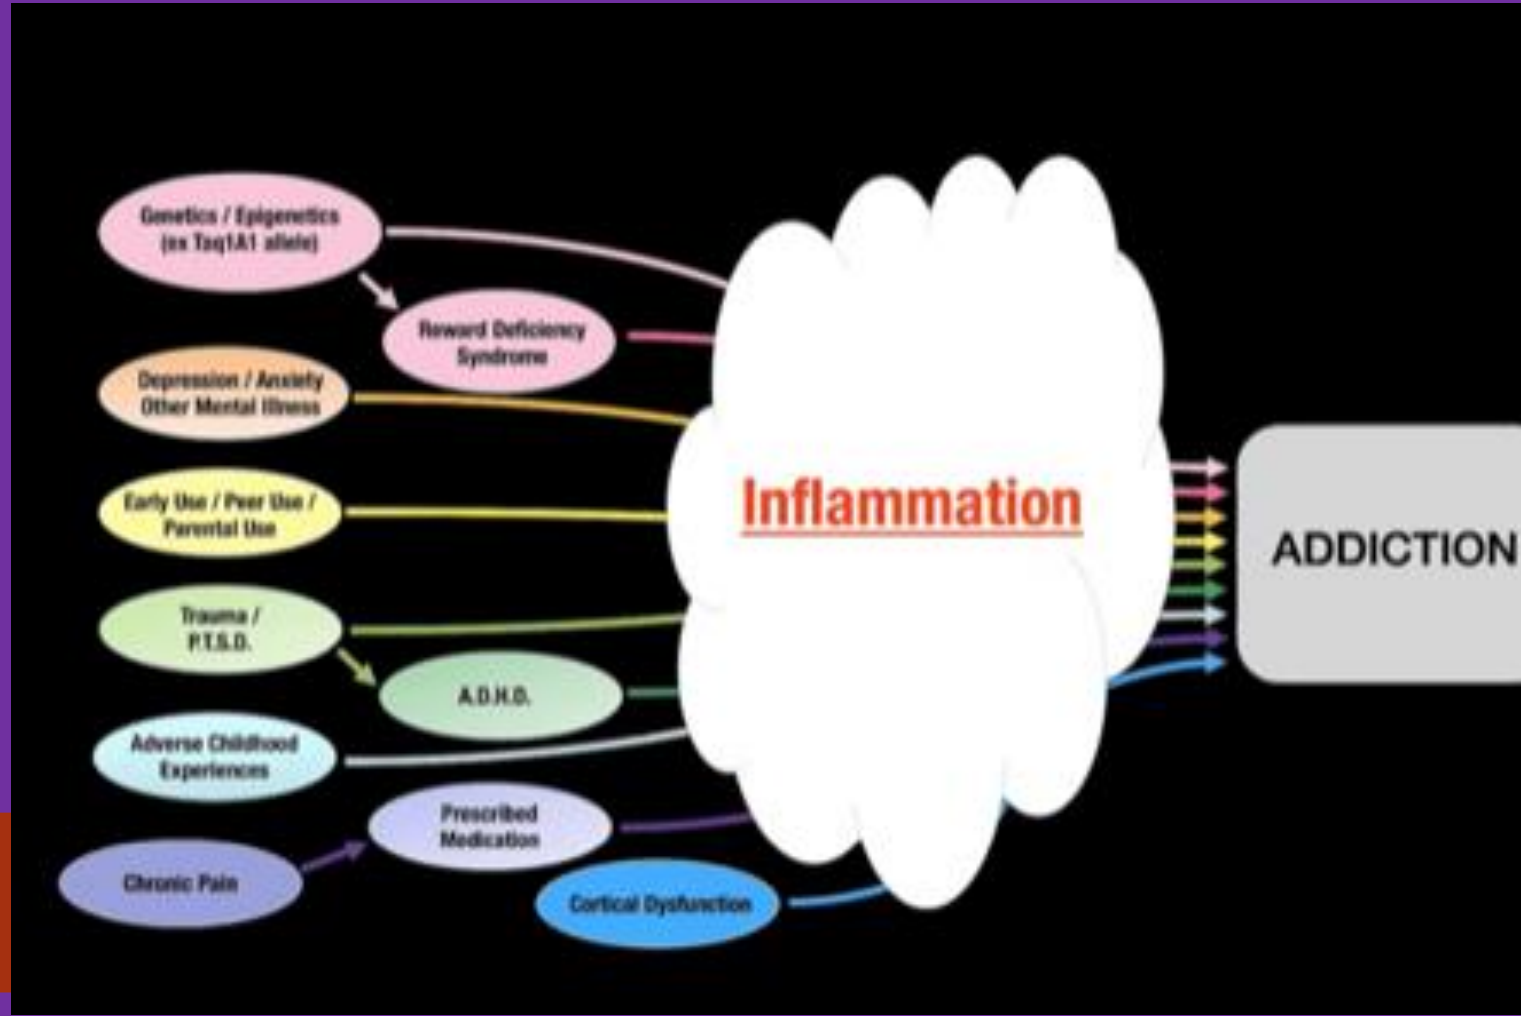 Genetics / Epigenetics
(ex Taq1A1 allele)
Reward Deficiency
Syndrome
Depression / Anxiety
Other Mental Illness
Early Use / Peer Use /
Parental Use
Trauma /
P.T.S.D.
A.D.H.D.
Adverse Childhood
Experiences
Prescribed
Medication
Chronic Pain
Cortical Dysfunction
Inflammation
ADDICTION